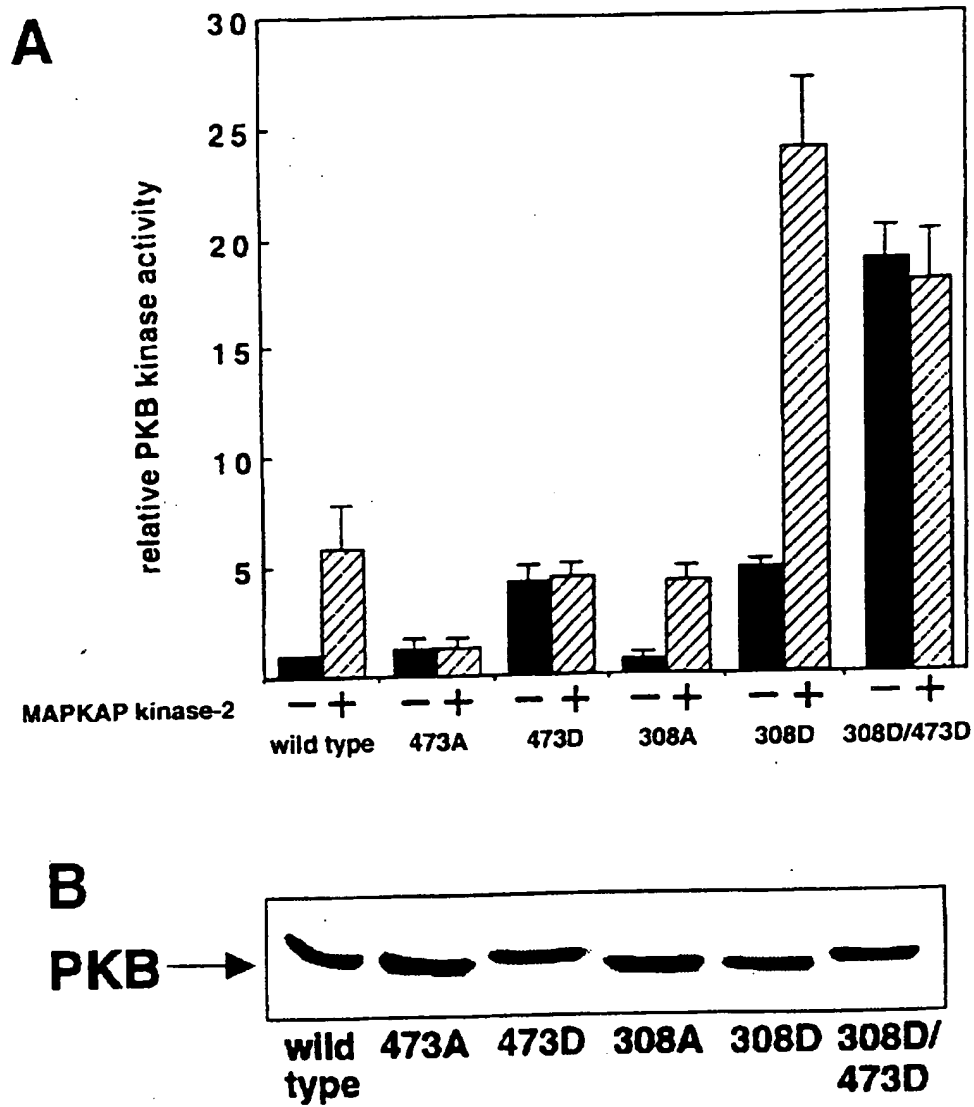 A
30
25
20
15
10
5
relative PKB kinase activity
MAPKAP kinase-2 − + − + − + − + − + − +
wild type 473A 473D 308A 308D 308D/473D
B
PKB
wild type 473A 473D 308A 308D 308D/473D